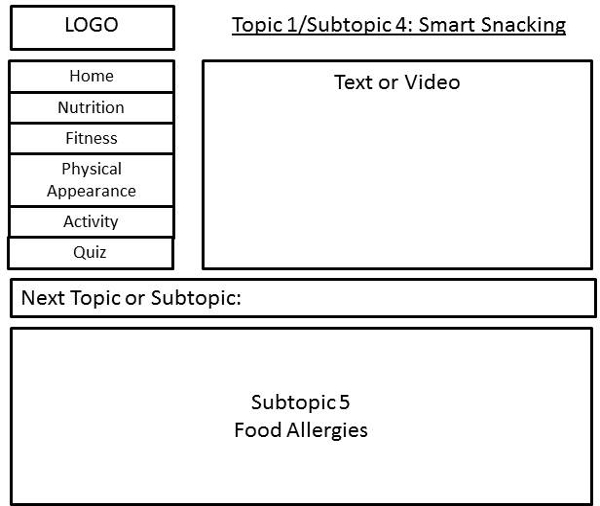 LOGO
Topic 1/Subtopic 4: Smart Snacking
Home
Nutrition
Fitness
Physical
Appearance
Activity
Quiz
Text or Video
Next Topic or Subtopic:
Subtopic 5
Food Allergies